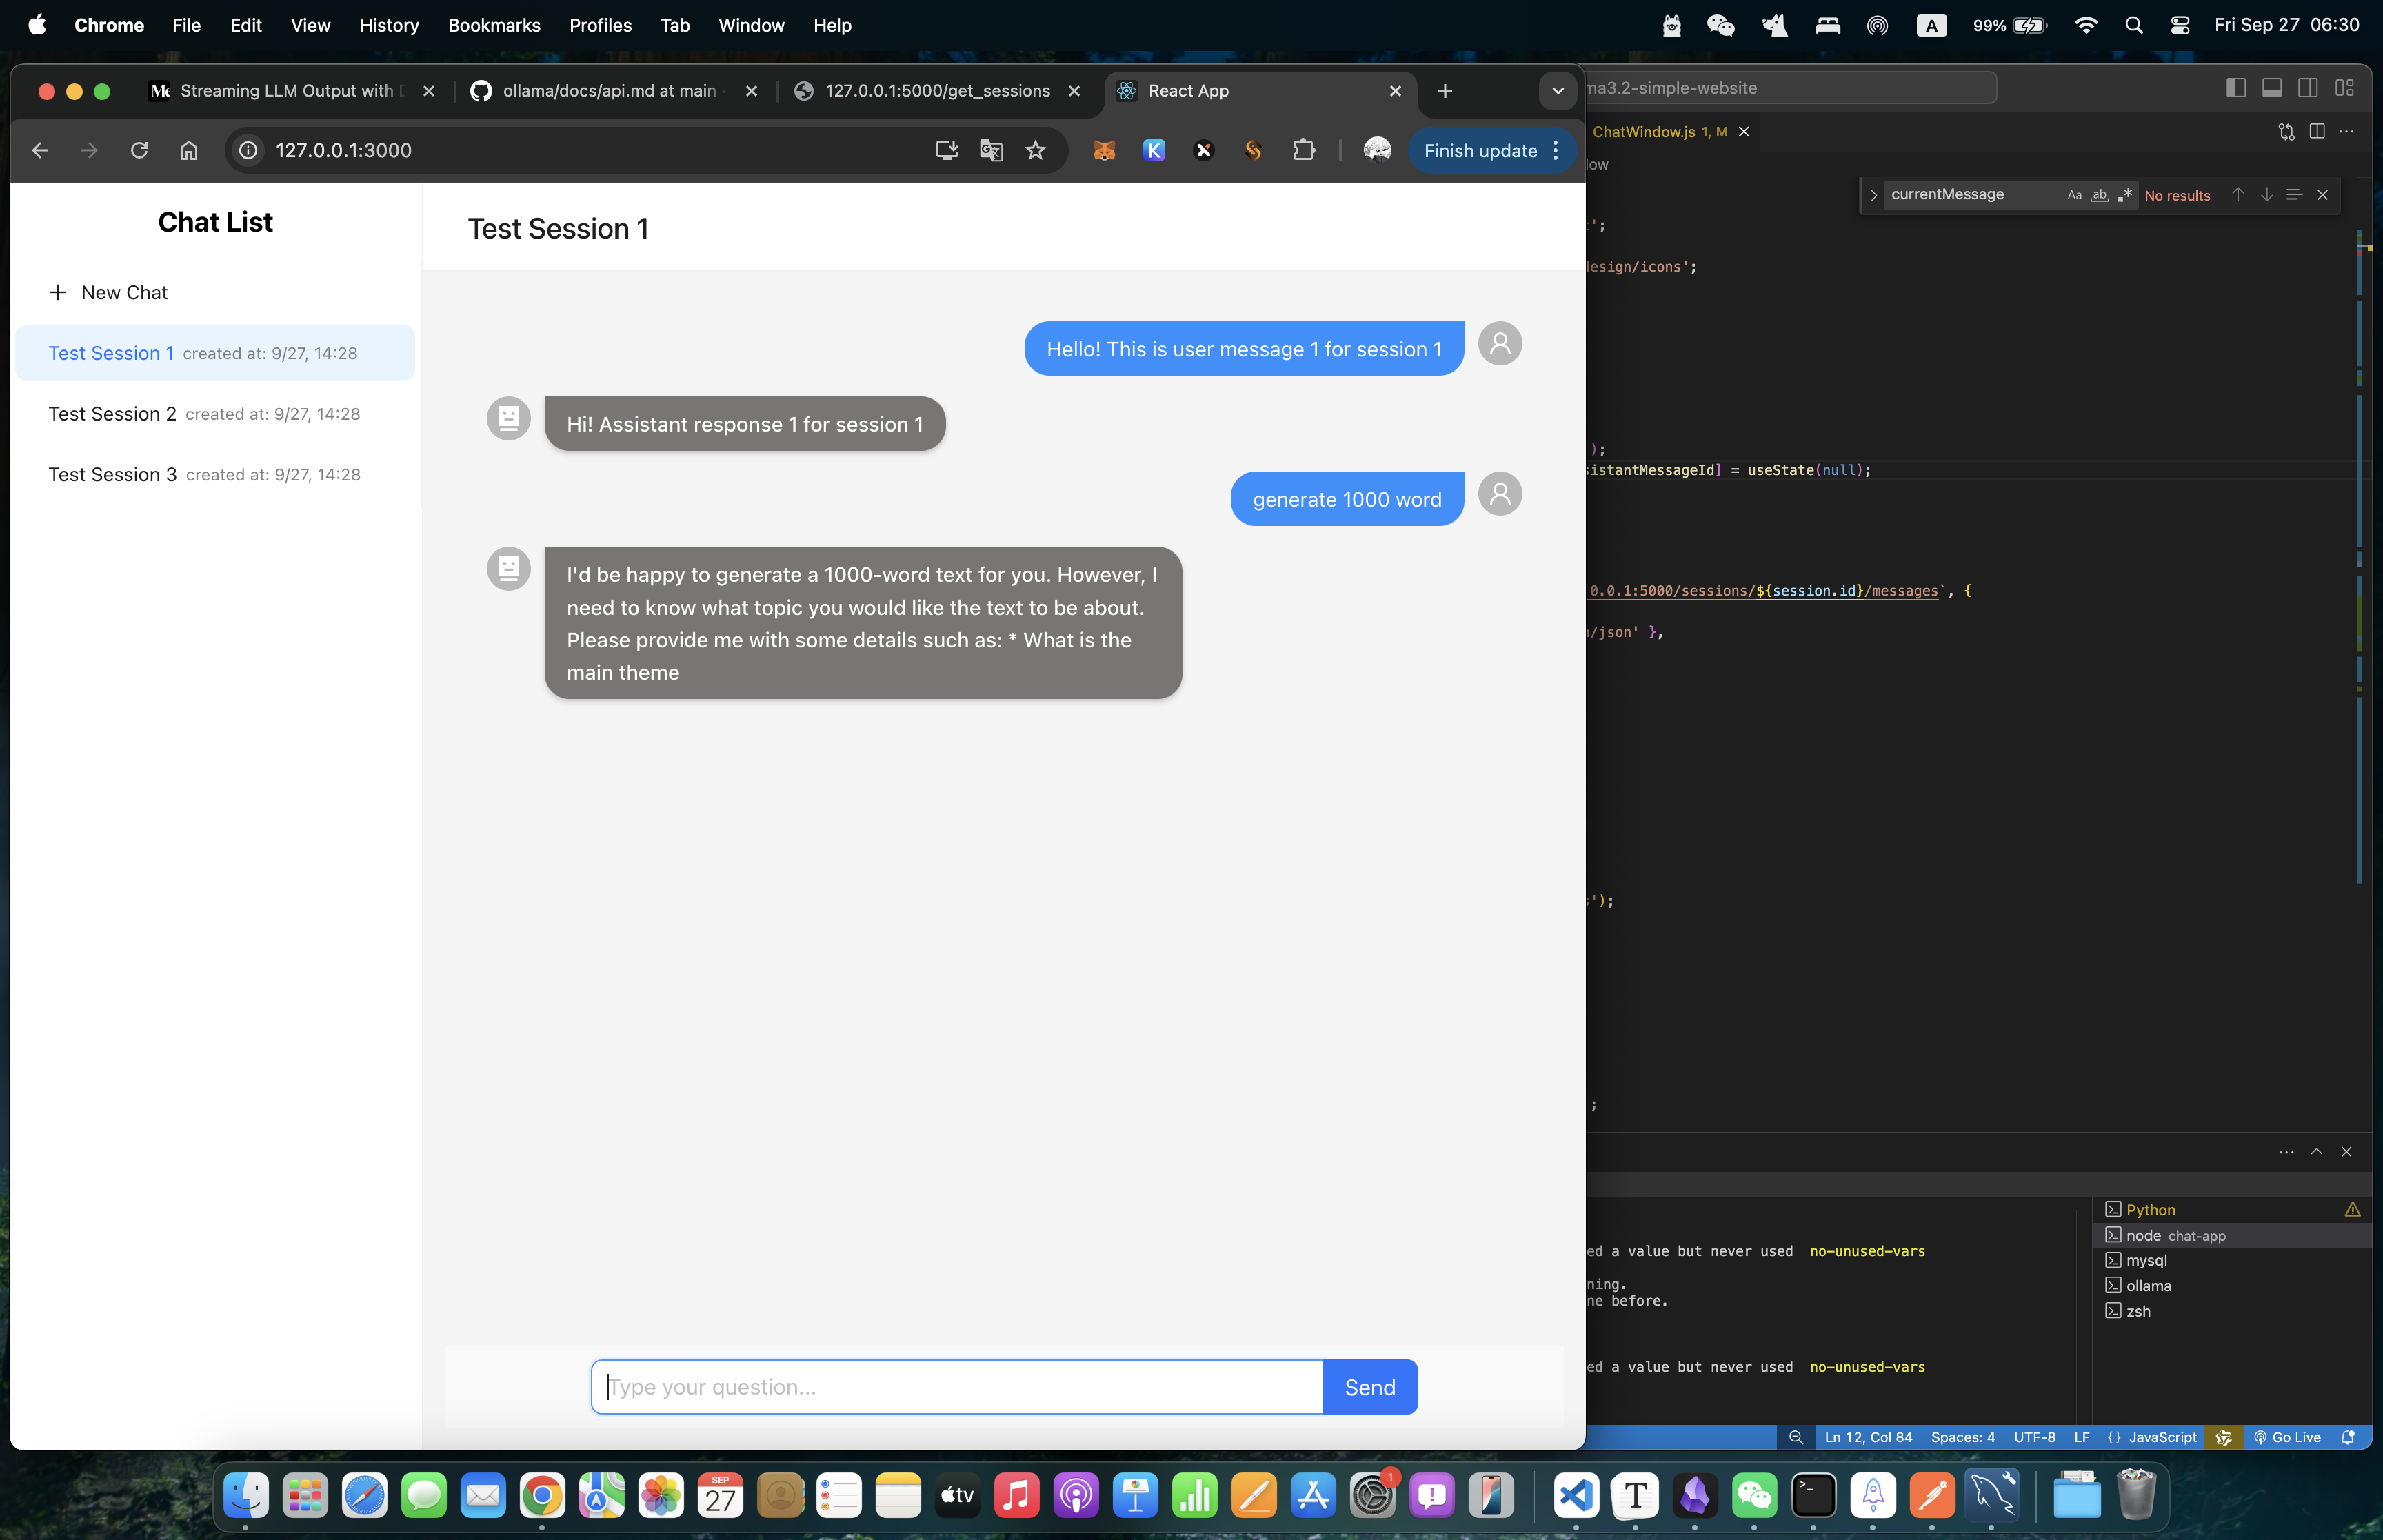 Chrome File Edit View History Bookmarks Profiles Tab Window Help A 99% Fri Sep 27 06:30
Streaming LLM Output with
ollama/docs/api.md at main
127.0.0.1:5000/get_sessions
React App
127.0.0.1:3000
Finish update
Chat List
New Chat
Test Session 1 created at: 9/27, 14:28
Test Session 2 created at: 9/27, 14:28
Test Session 3 created at: 9/27, 14:28
Test Session 1
Hello! This is user message 1 for session 1
Hi! Assistant response 1 for session 1
generate 1000 word
I'd be happy to generate a 1000-word text for you. However, I
need to know what topic you would like the text to be about.
Please provide me with some details such as: * What is the
main theme
Type your question...
Send
ma3.2-simple-website
ChatWindow.js 1, M
low
currentMessage Aa ab No results
';
design/icons';
');
sistantMessageId] = useState(null);
0.0.1:5000/sessions/${session.id}/messages`, {
/json' },
');
;
ed a value but never used no-unused-vars
ning.
ne before.
ed a value but never used no-unused-vars
Python
node chat-app
mysql
ollama
zsh
Ln 12, Col 84 Spaces: 4 UTF-8 LF {} JavaScript Go Live
SEP
27
tv
1
T